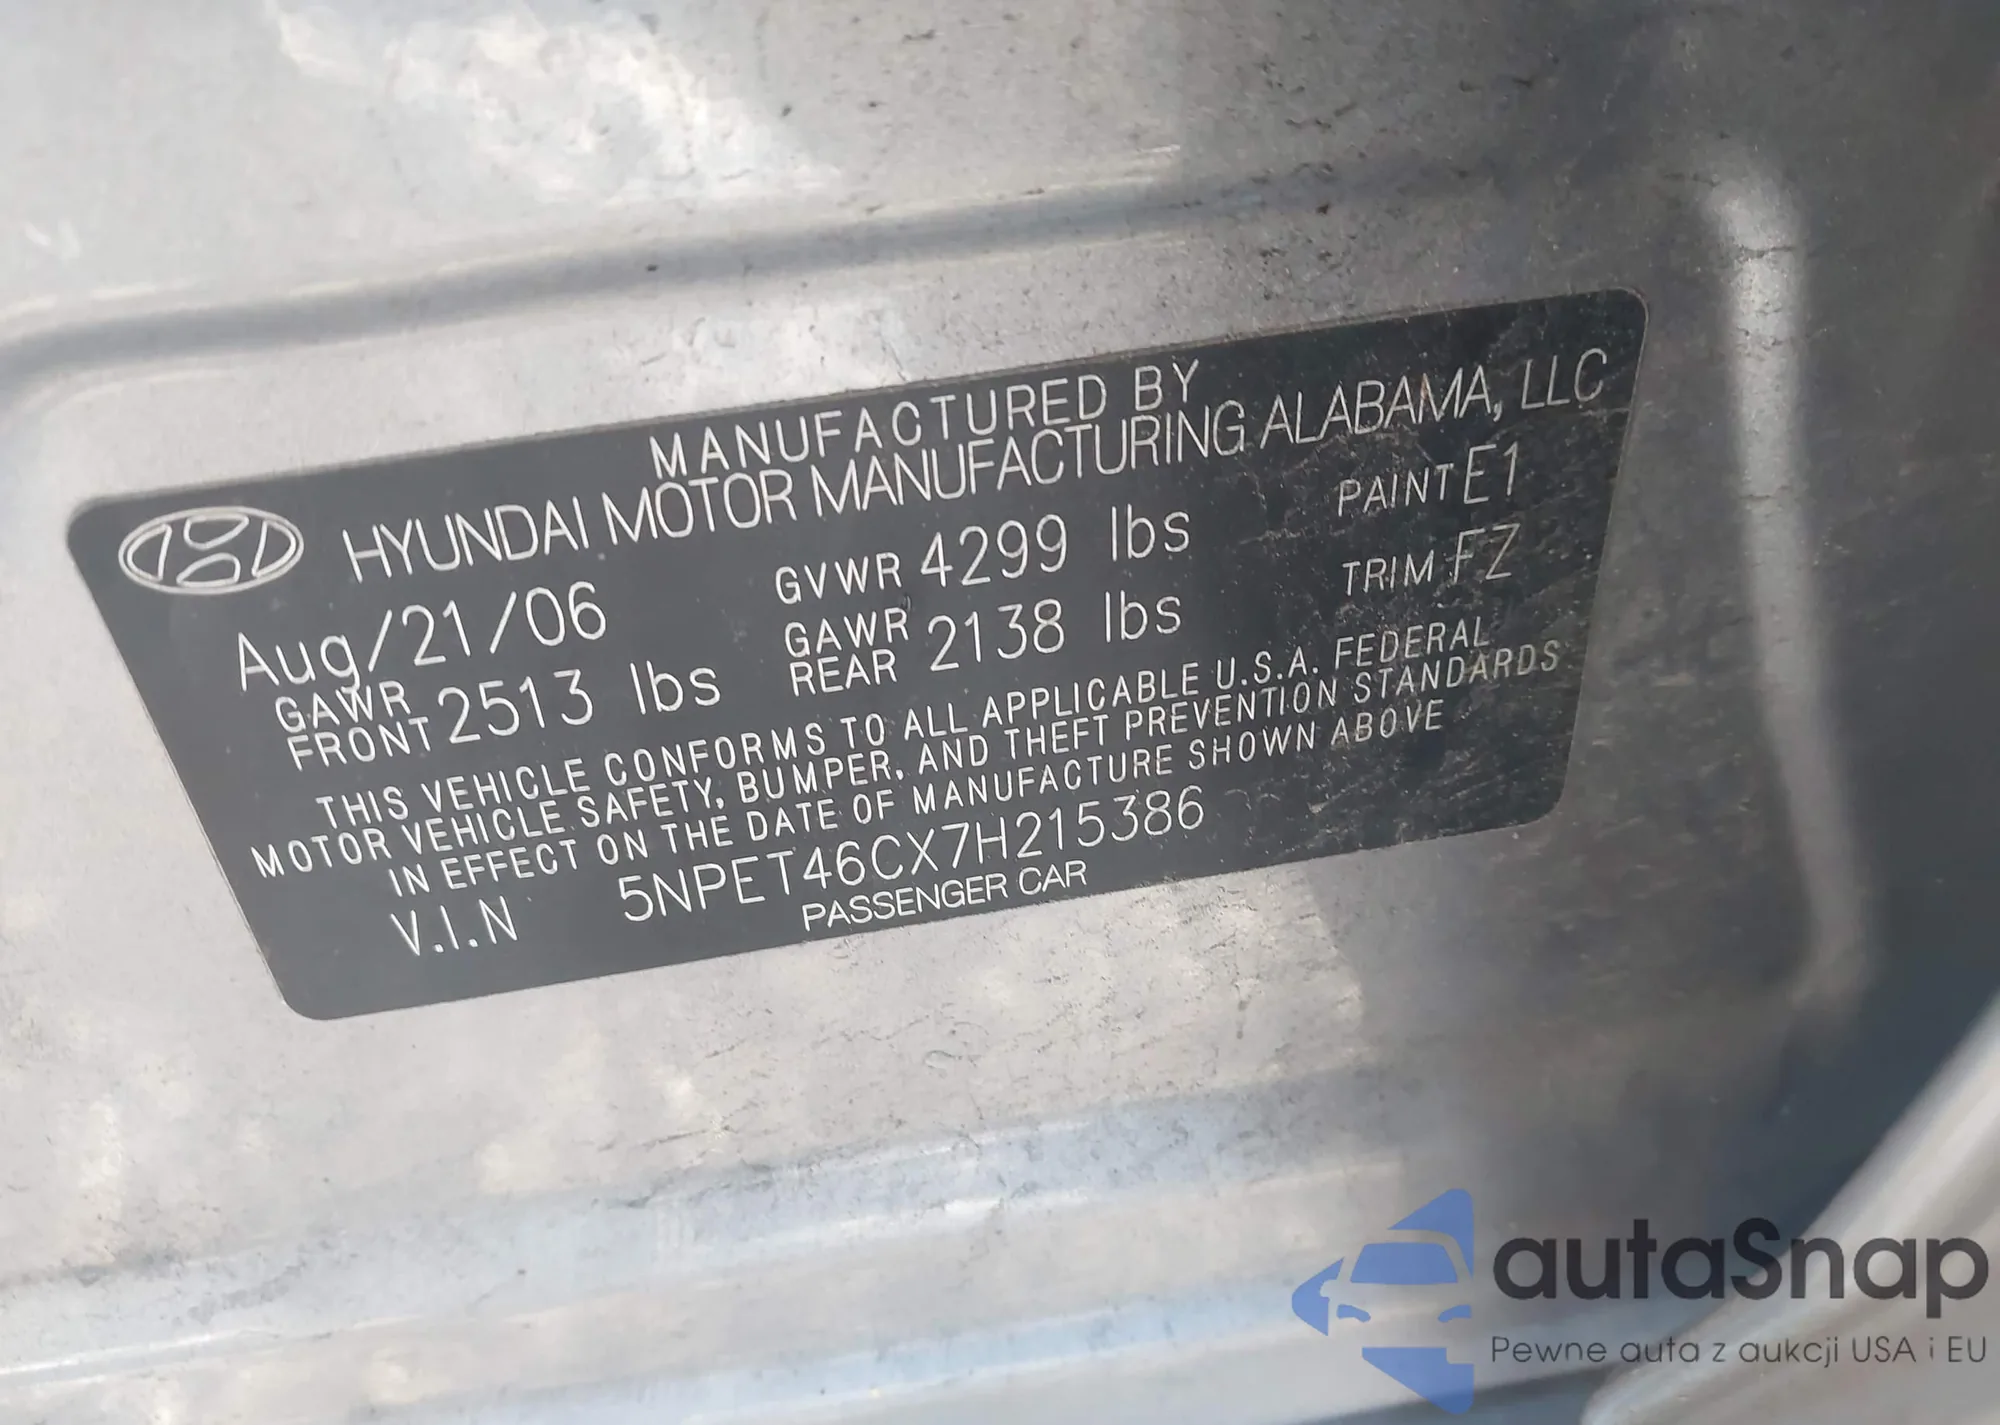 MANUFACTURED BY
HYUNDAI MOTOR MANUFACTURING ALABAMA, LLC
Aug/21/06 GVWR 4299 lbs PAINT E1
GAWR FRONT 2513 lbs GAWR REAR 2138 lbs TRIM FZ
THIS VEHICLE CONFORMS TO ALL APPLICABLE U.S.A. FEDERAL
MOTOR VEHICLE SAFETY, BUMPER, AND THEFT PREVENTION STANDARDS
IN EFFECT ON THE DATE OF MANUFACTURE SHOWN ABOVE
V.I.N 5NPET46CX7H215386
PASSENGER CAR
autaSnap
Pewne auta z aukcji USA i EU